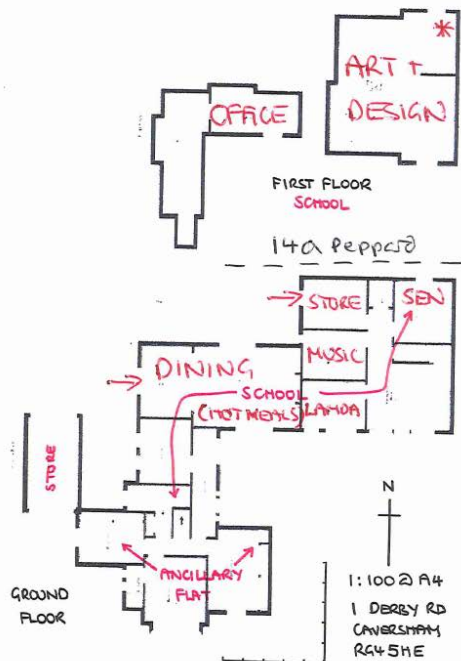 *
ART +
DESIGN
OFFICE
FIRST FLOOR
SCHOOL
14a Peppard
STORE
SEN
MUSIC
DINING
SCHOOL
(HOT MEALS)
LAMDA
STORE
N
ANCILLARY
FLAT
GROUND
FLOOR
1:100@A4
1 DERBY RD
CAVERSHAM
RG4 5HE